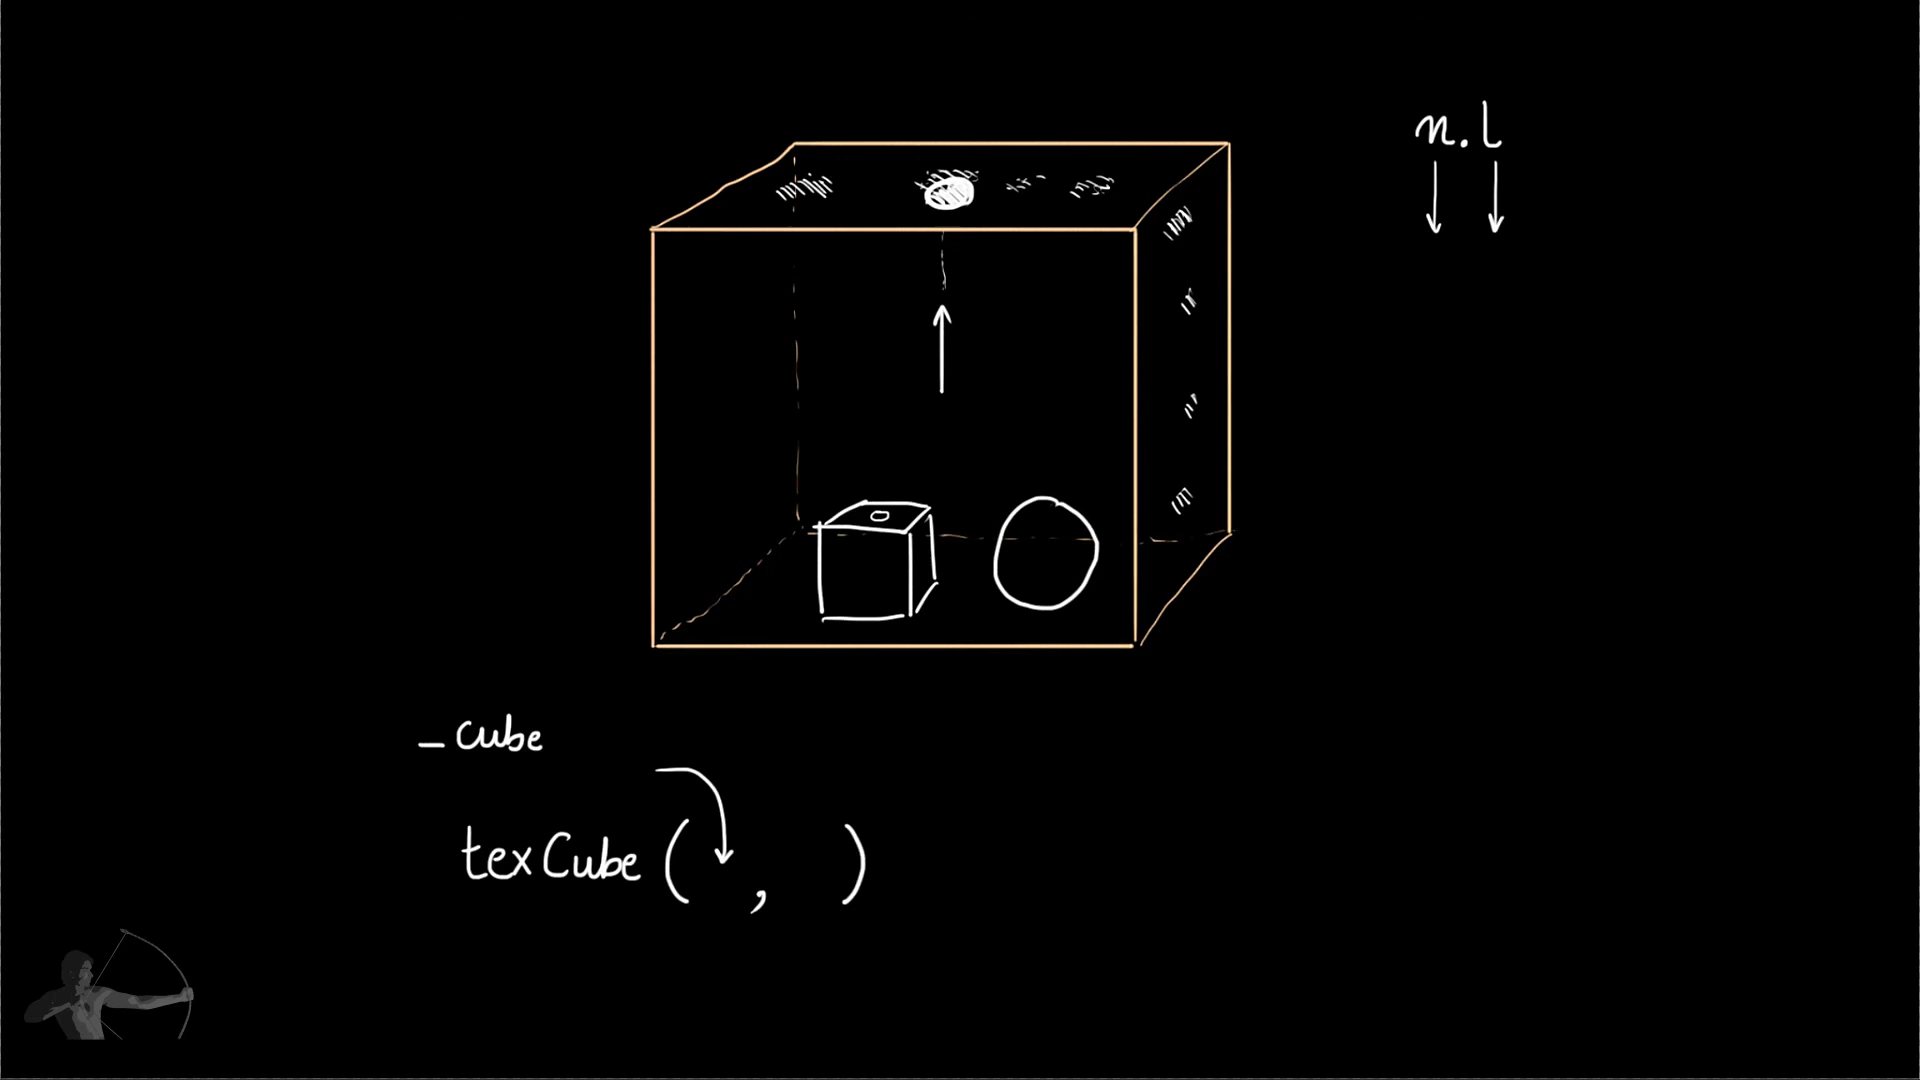 n.l
_cube
texCube( , )